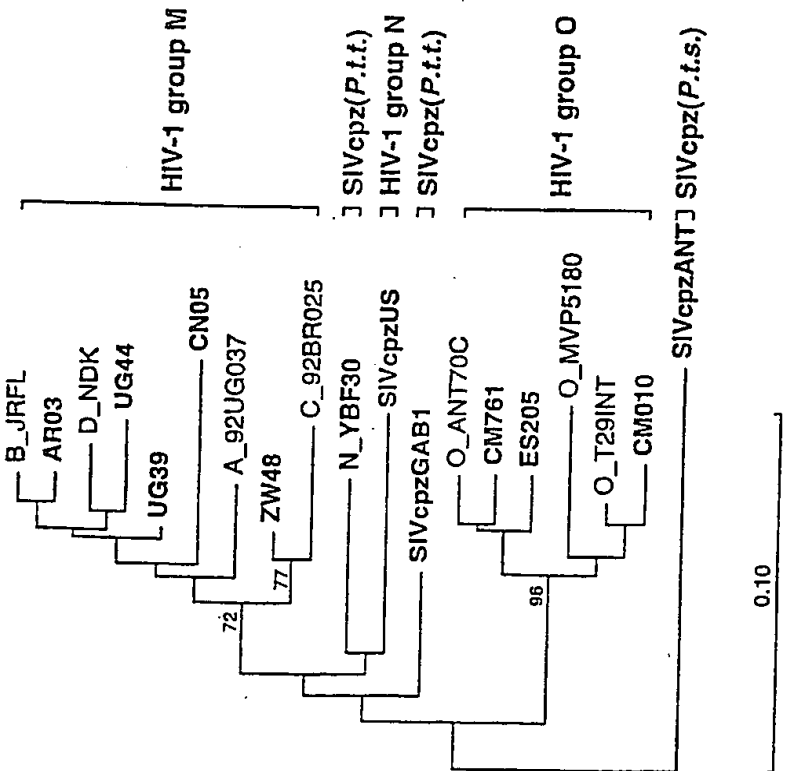 B_JRFL
AR03
D_NDK
UG44
UG39
CN05
A_92UG037
ZW48
C_92BR025
N_YBF30
SIVcpzUS
SIVcpzGAB1
O_ANT70C
CM761
ES205
O_MVP5180
O_T29INT
CM010
SIVcpzANT
HIV-1 group M
SIVcpz(P.t.t.)
HIV-1 group N
SIVcpz(P.t.t.)
HIV-1 group O
SIVcpz(P.t.s.)
72
77
96
0.10